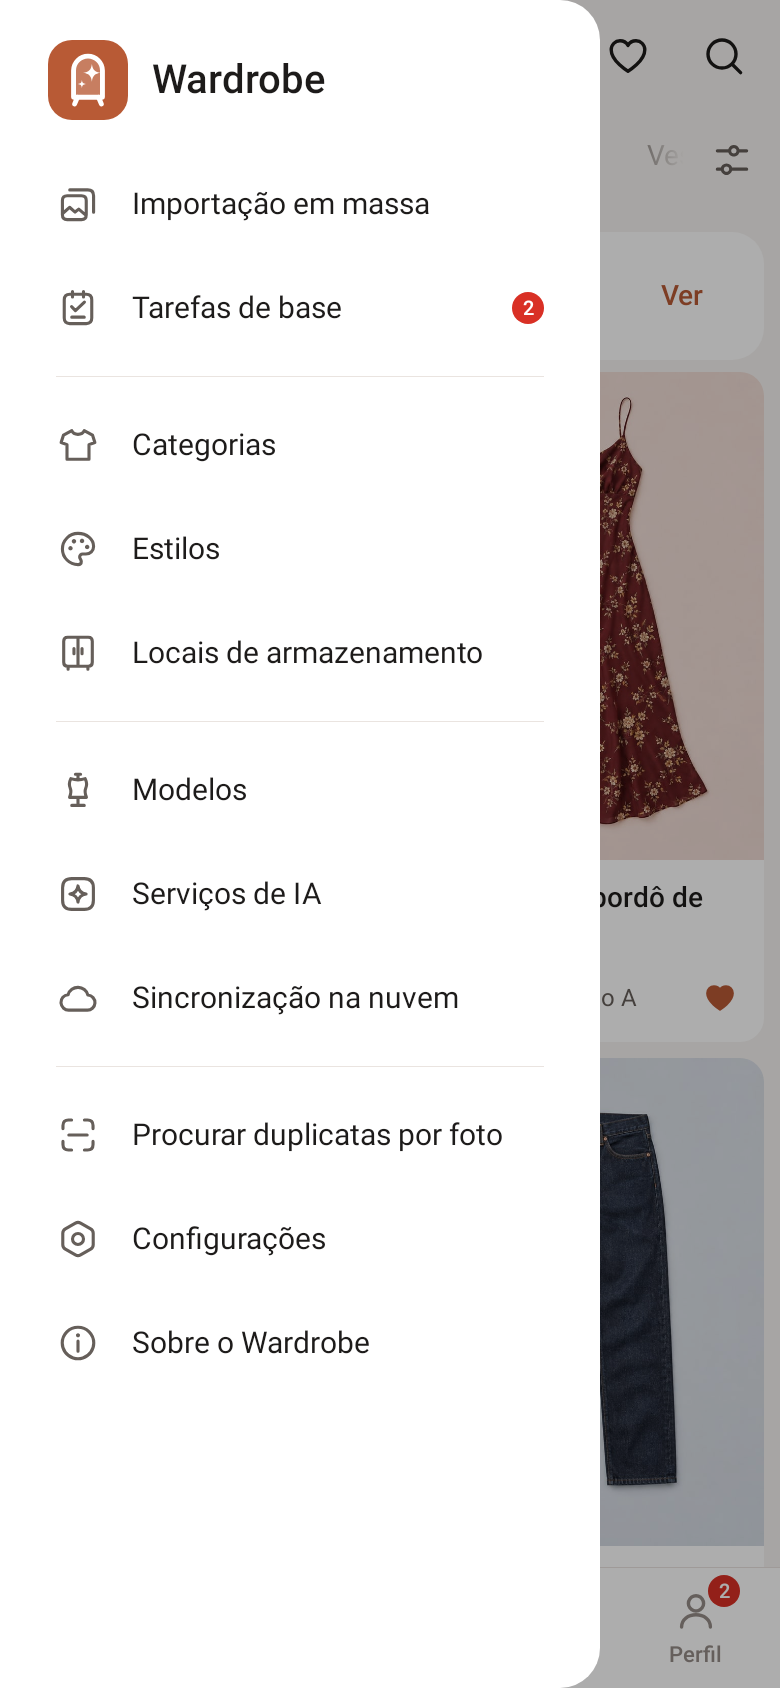 Wardrobe
Importação em massa
Tarefas de base
2
Categorias
Estilos
Locais de armazenamento
Modelos
Serviços de IA
Sincronização na nuvem
Procurar duplicatas por foto
Configurações
Sobre o Wardrobe
Ve
Ver
bordô de
o A
2
Perfil